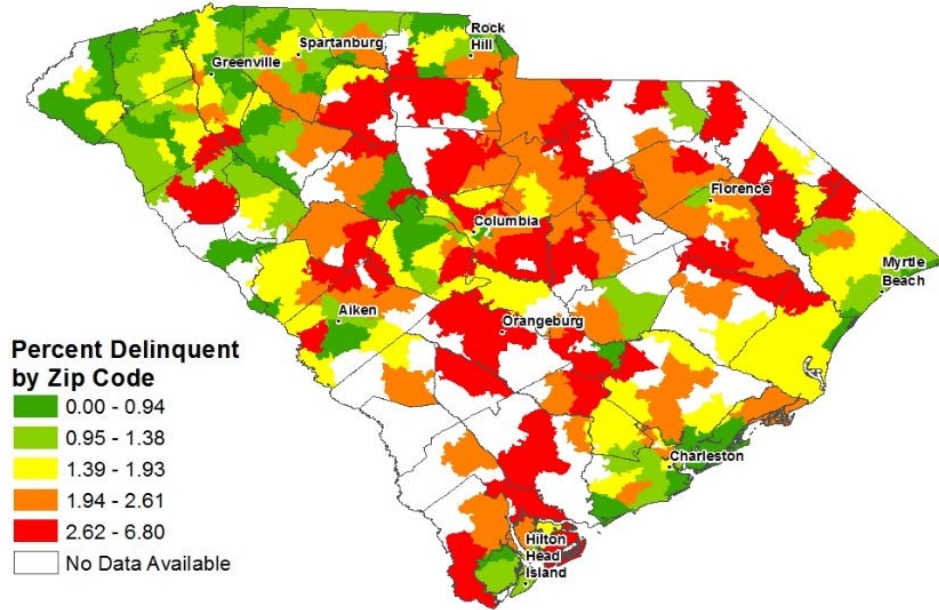 Rock
Hill
Spartanburg
Greenville
Florence
Columbia
Myrtle
Beach
Aiken
Orangeburg
Percent Delinquent
by Zip Code
0.00 - 0.94
0.95 - 1.38
1.39 - 1.93
1.94 - 2.61
2.62 - 6.80
No Data Available
Charleston
Hilton
Head
Island